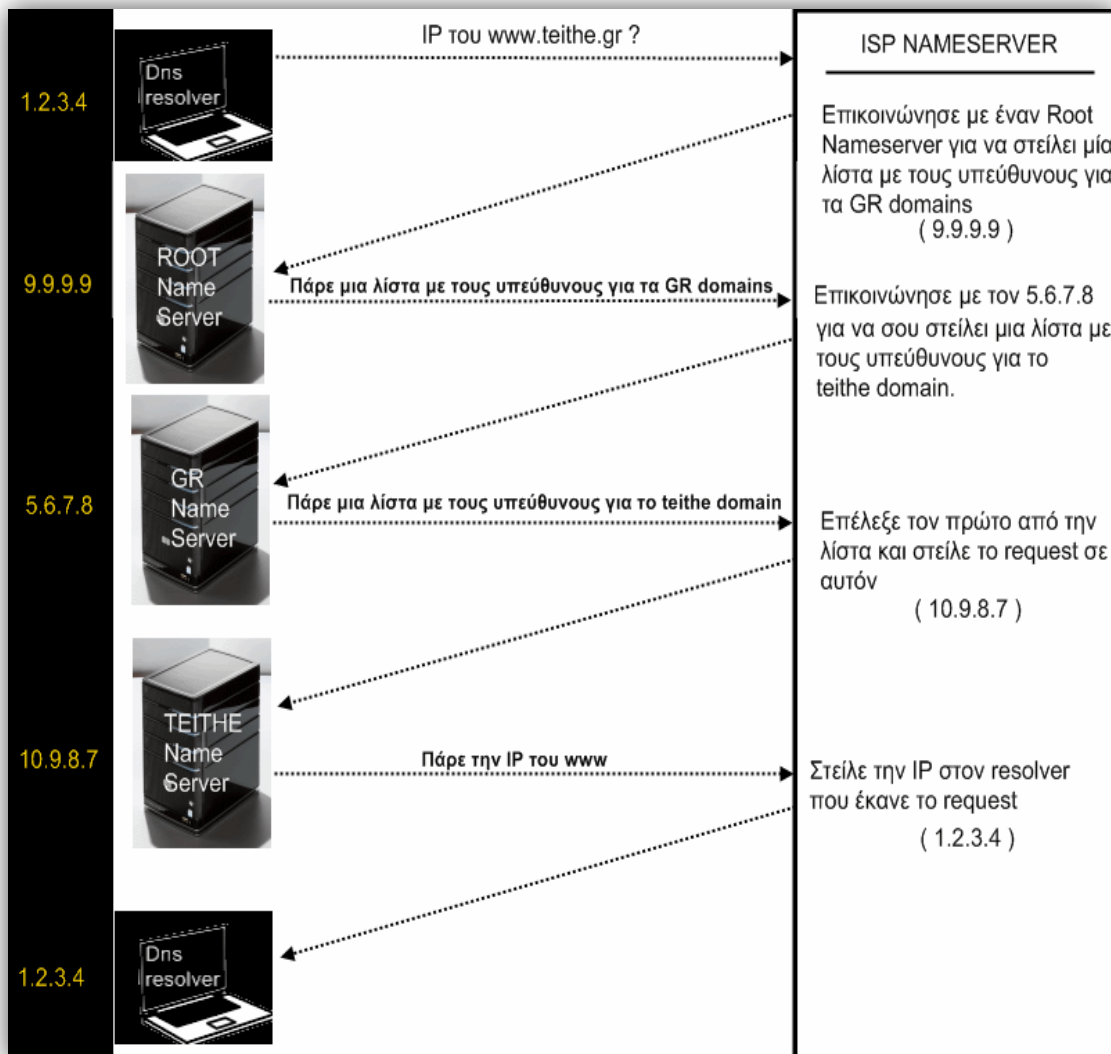 IP του www.teithe.gr ?
ISP NAMESERVER
1.2.3.4
Dns
resolver
Επικοινώνησε με έναν Root
Nameserver για να στείλει μία
λίστα με τους υπεύθυνους για
τα GR domains
( 9.9.9.9 )
9.9.9.9
ROOT
Name
Server
Πάρε μια λίστα με τους υπεύθυνους για τα GR domains
Επικοινώνησε με τον 5.6.7.8
για να σου στείλει μια λίστα με
τους υπεύθυνους για το
teithe domain.
5.6.7.8
GR
Name
Server
Πάρε μια λίστα με τους υπεύθυνους για το teithe domain
Επέλεξε τον πρώτο από την
λίστα και στείλε το request σε
αυτόν
( 10.9.8.7 )
10.9.8.7
TEITHE
Name
Server
Πάρε την IP του www
Στείλε την IP στον resolver
που έκανε το request
( 1.2.3.4 )
1.2.3.4
Dns
resolver